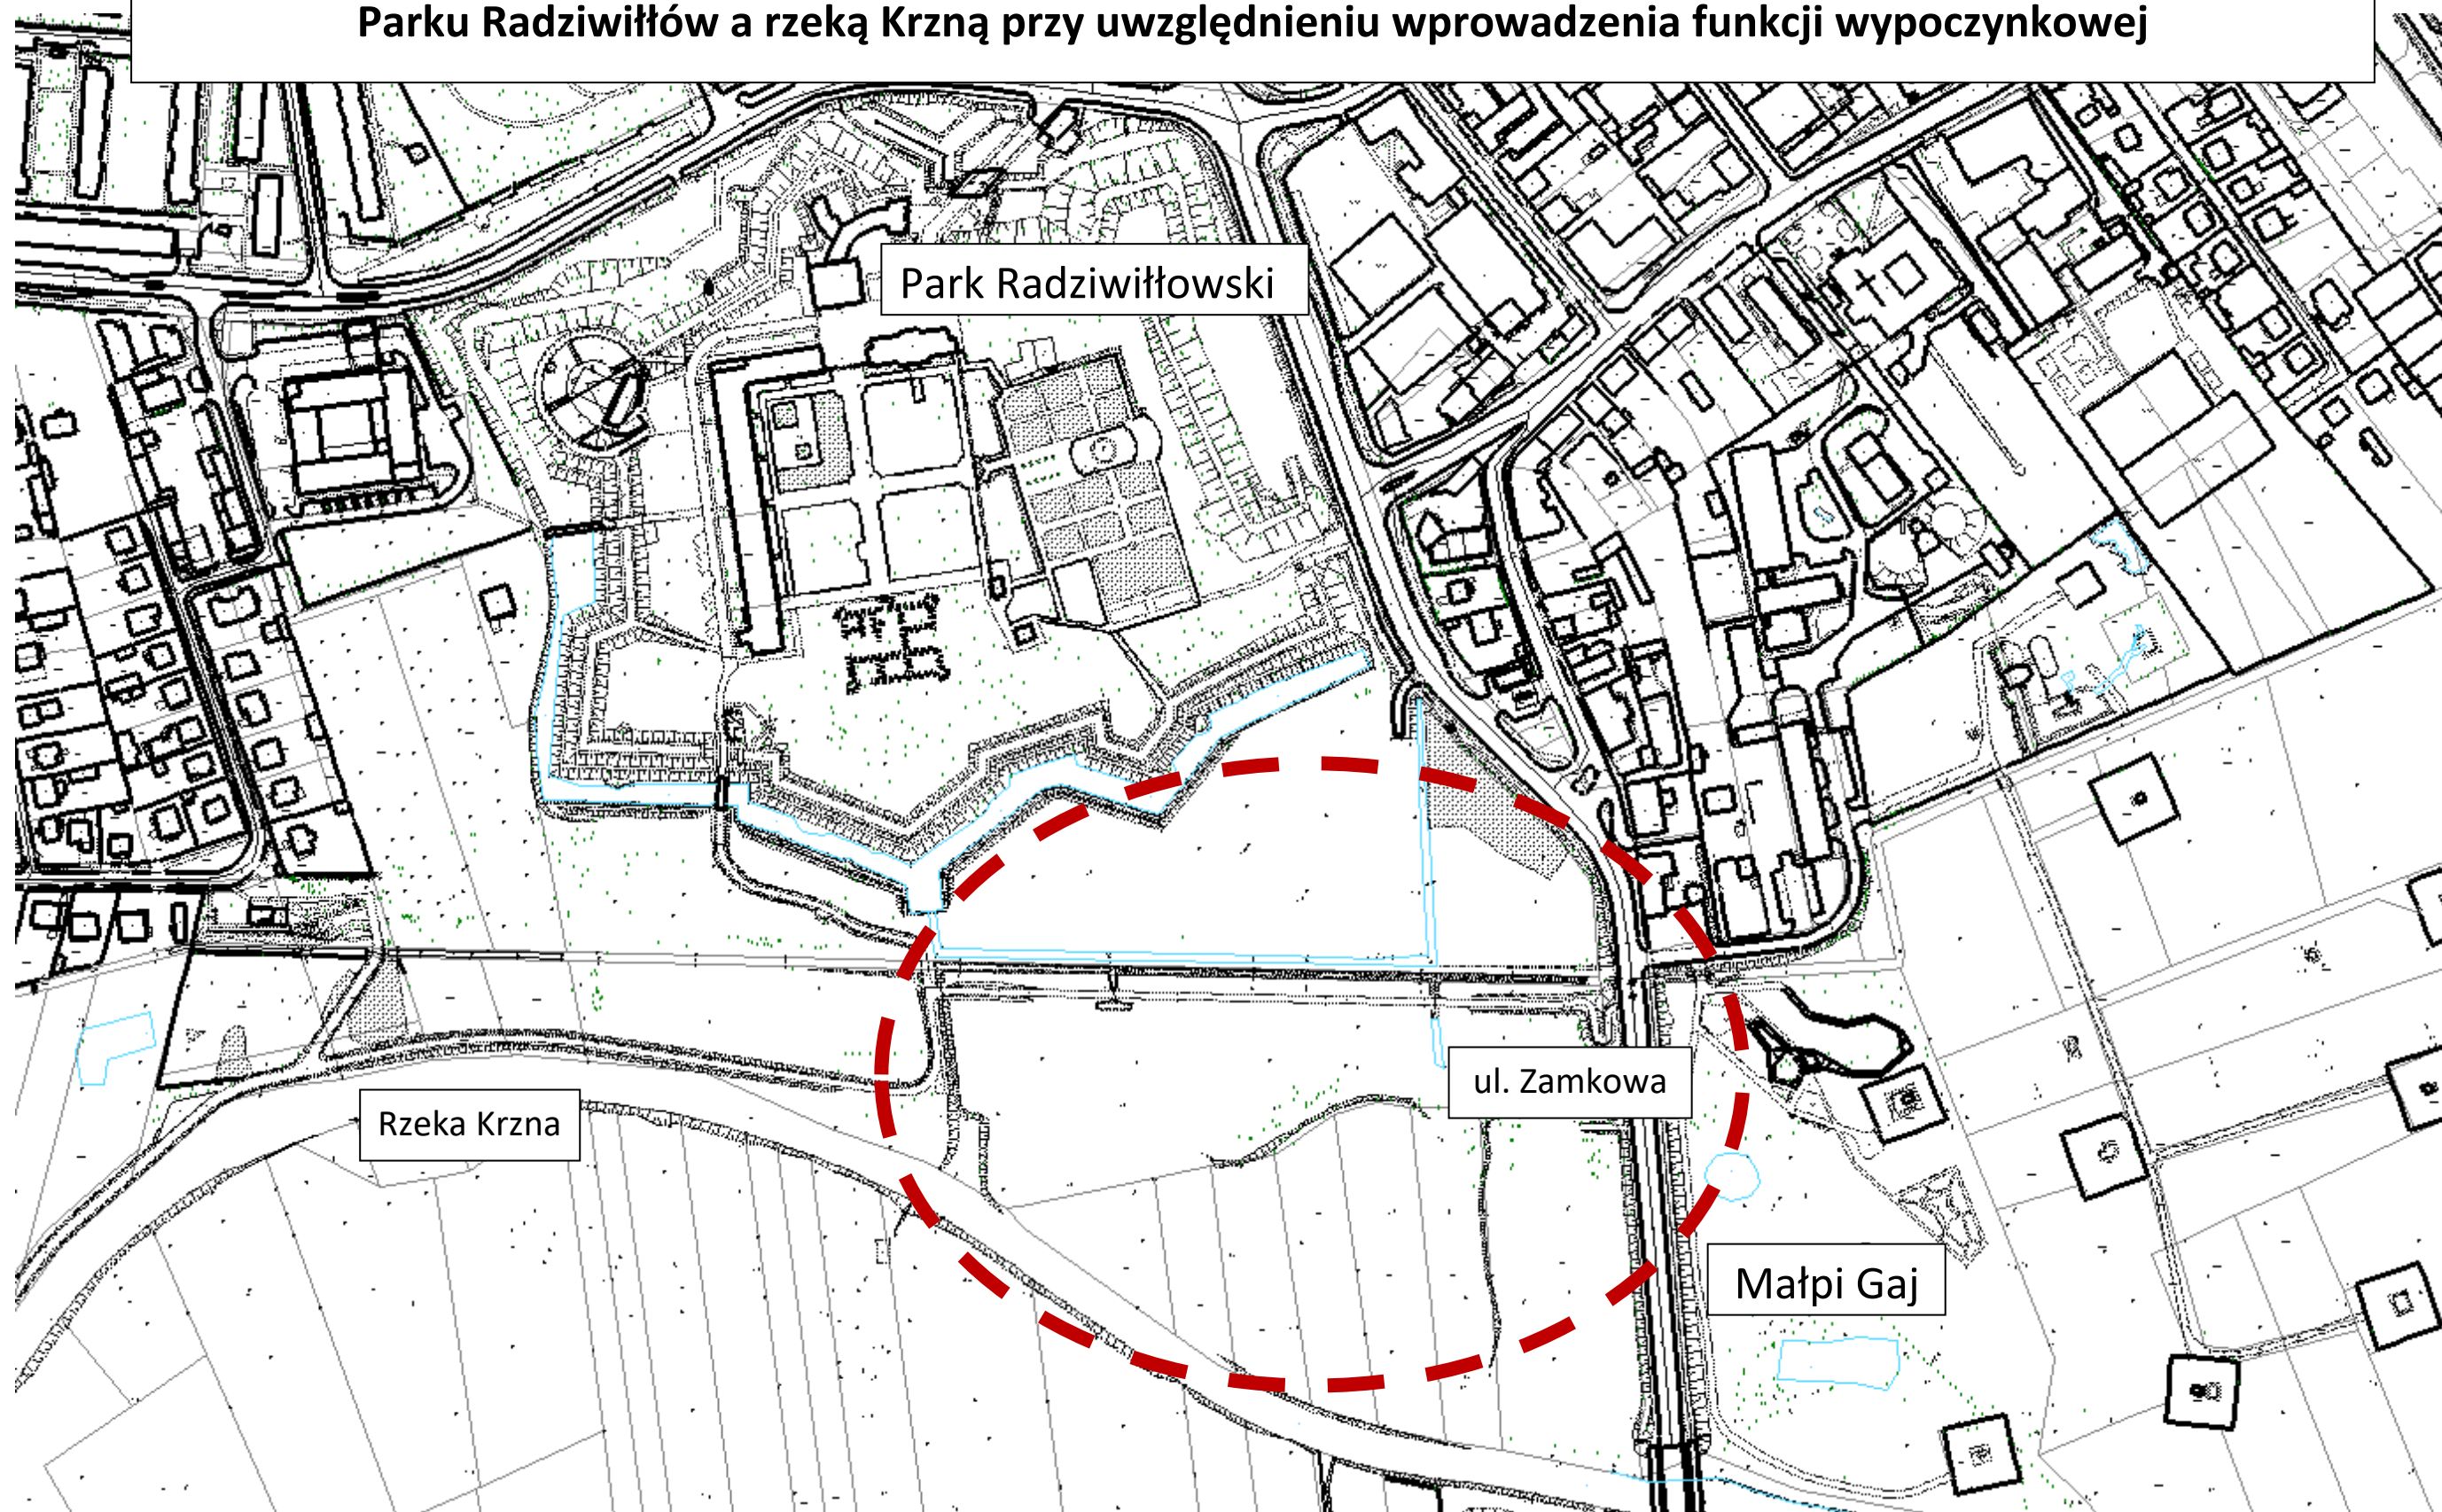 Parku Radziwiłłów a rzeką Krzną przy uwzględnieniu wprowadzenia funkcji wypoczynkowej
Park Radziwiłłowski
ul. Zamkowa
Rzeka Krzna
Małpi Gaj